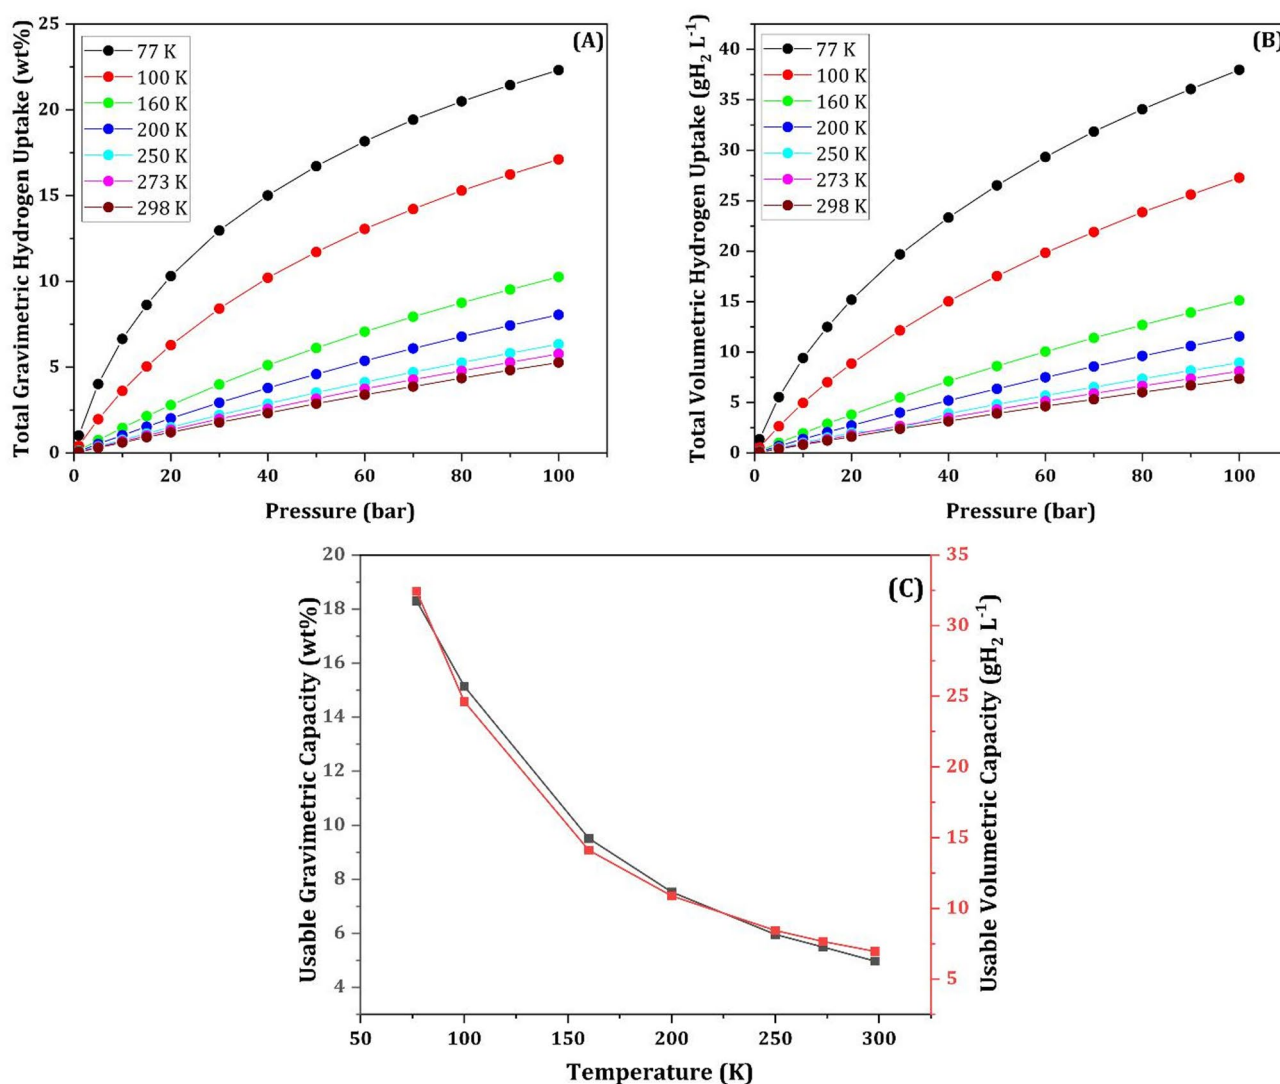 Total Gravimetric Hydrogen Uptake (wt%)
25
20
15
10
5
0
77 K
100 K
160 K
200 K
250 K
273 K
298 K
(A)
0 20 40 60 80 100
Pressure (bar)
Total Volumetric Hydrogen Uptake (gH₂ L⁻¹)
40
35
30
25
20
15
10
5
0
77 K
100 K
160 K
200 K
250 K
273 K
298 K
(B)
0 20 40 60 80 100
Pressure (bar)
Usable Gravimetric Capacity (wt%)
20
18
16
14
12
10
8
6
4
(C)
35
30
25
20
15
10
5
Usable Volumetric Capacity (gH₂ L⁻¹)
50 100 150 200 250 300
Temperature (K)